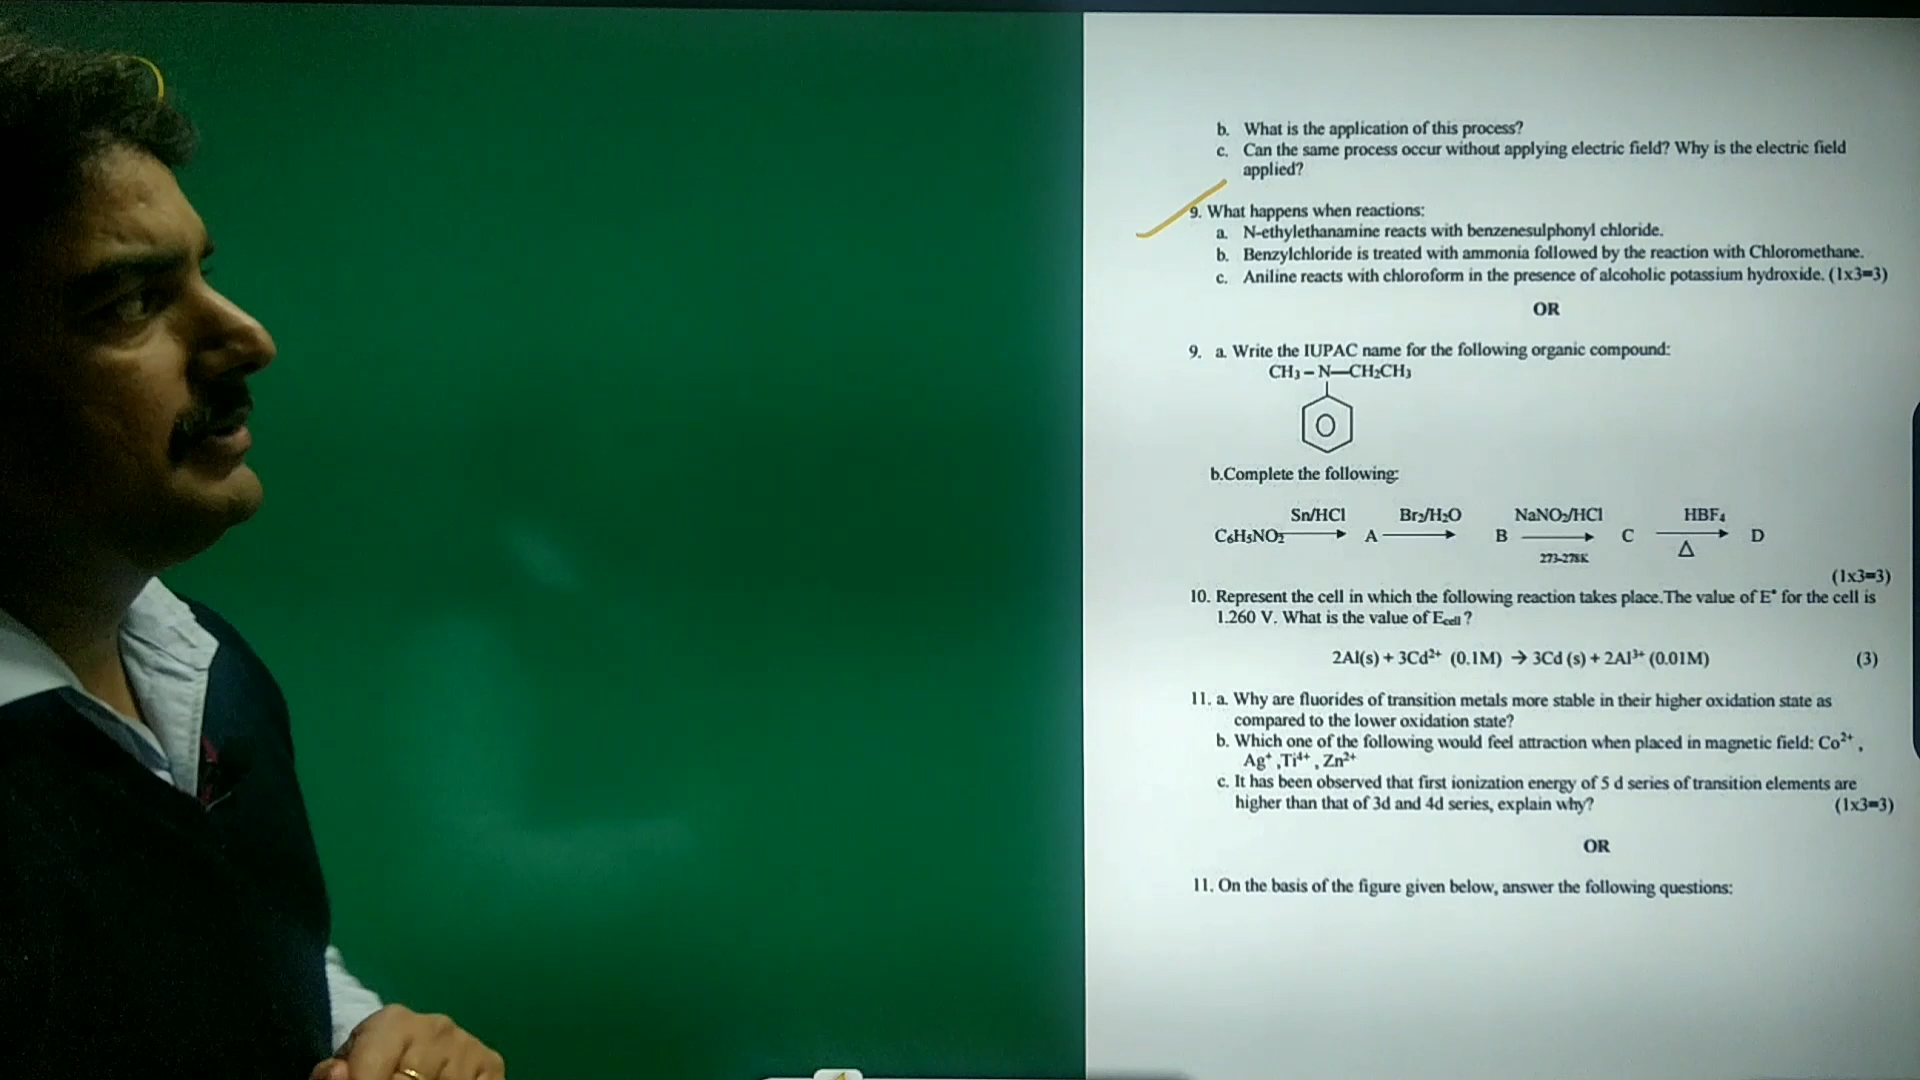 b. What is the application of this process?
c. Can the same process occur without applying electric field? Why is the electric field
applied?
9. What happens when reactions:
a. N-ethylethanamine reacts with benzenesulphonyl chloride.
b. Benzylchloride is treated with ammonia followed by the reaction with Chloromethane.
c. Aniline reacts with chloroform in the presence of alcoholic potassium hydroxide. (1x3=3)
OR
9. a. Write the IUPAC name for the following organic compound:
CH₃ – N—CH₂CH₃
b.Complete the following:
Sn/HCl Br₂/H₂O NaNO₂/HCl HBF₄
C₆H₅NO₂ A B C D
273-278K Δ
(1x3=3)
10. Represent the cell in which the following reaction takes place.The value of E˚ for the cell is
1.260 V. What is the value of Ecell ?
2Al(s) + 3Cd²⁺ (0.1M) → 3Cd (s) + 2Al³⁺ (0.01M) (3)
11. a. Why are fluorides of transition metals more stable in their higher oxidation state as
compared to the lower oxidation state?
b. Which one of the following would feel attraction when placed in magnetic field: Co²⁺ ,
Ag⁺ ,Ti⁴⁺ , Zn²⁺
c. It has been observed that first ionization energy of 5 d series of transition elements are
higher than that of 3d and 4d series, explain why? (1x3=3)
OR
11. On the basis of the figure given below, answer the following questions: